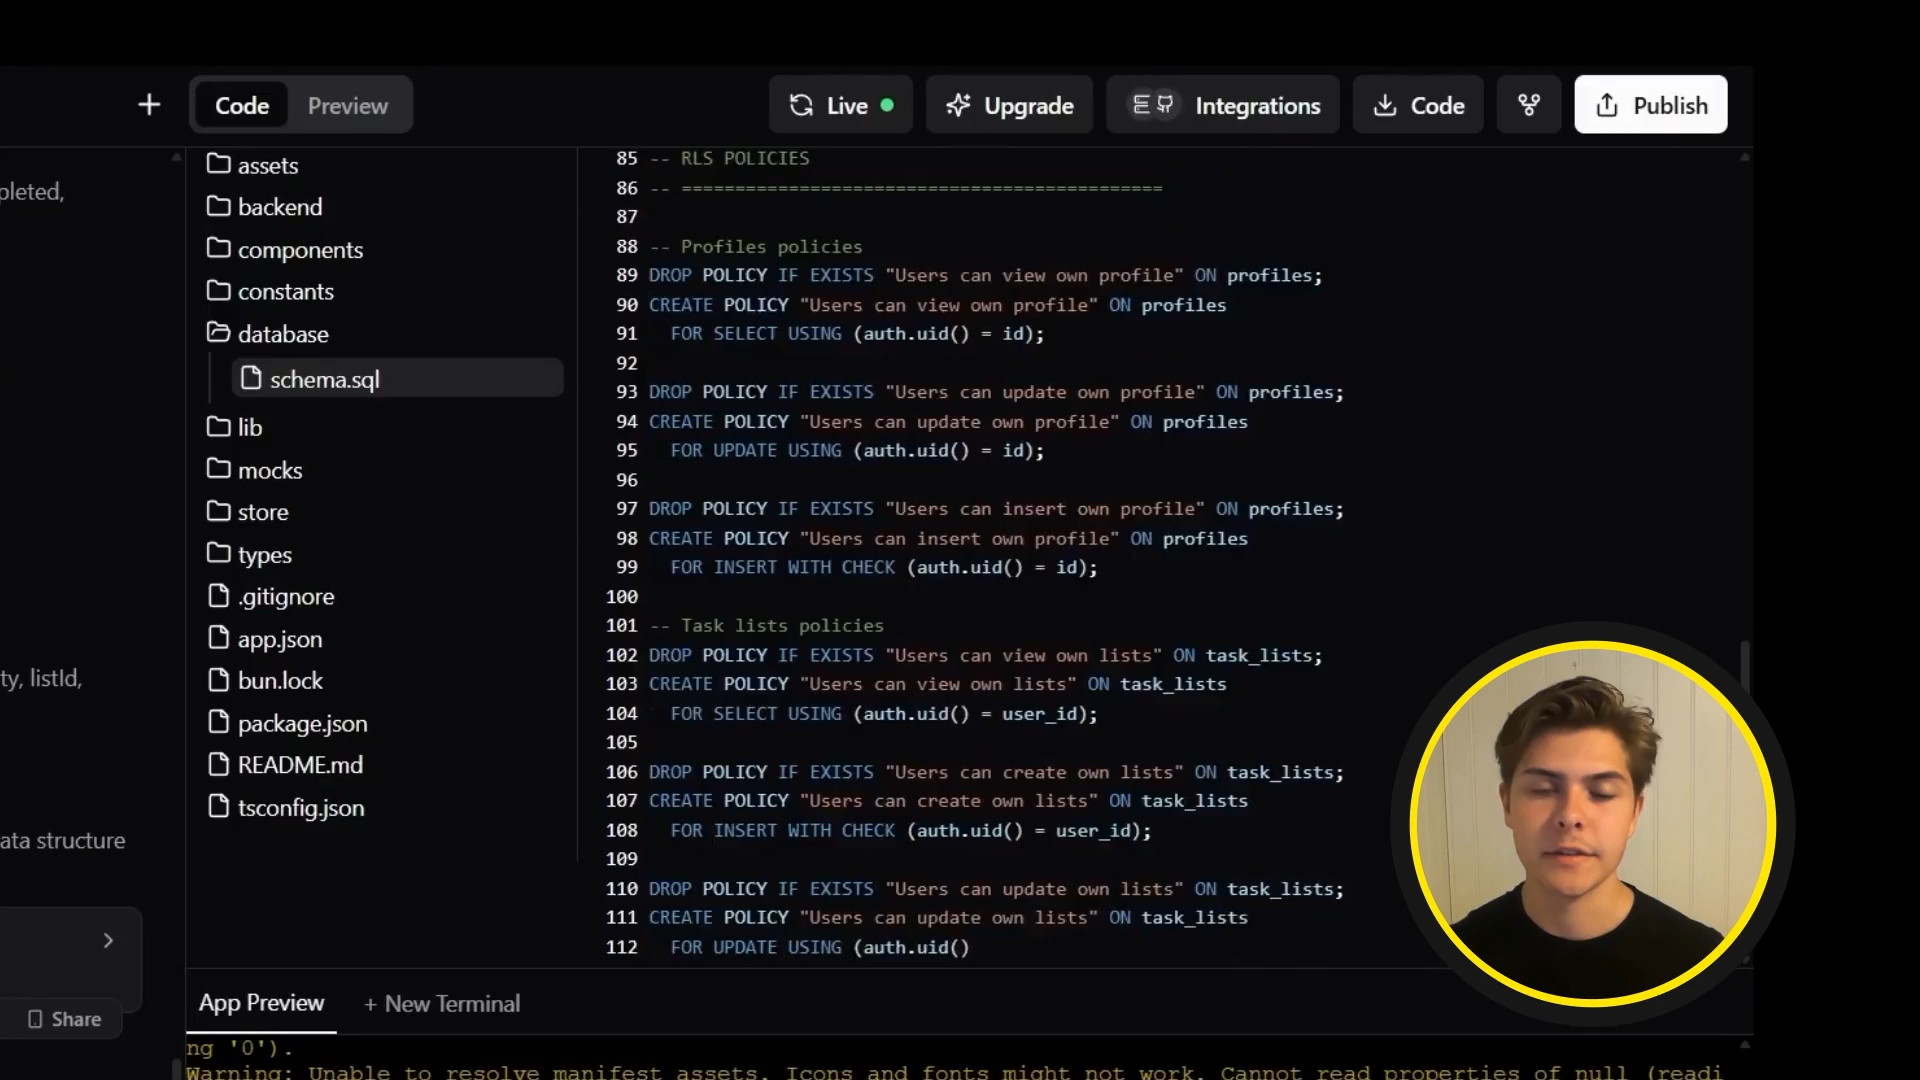 +
Code
Preview
Live
Upgrade
Integrations
Code
Publish
pleted,
ty, listId,
ata structure
Share
assets
backend
components
constants
database
schema.sql
lib
mocks
store
types
.gitignore
app.json
bun.lock
package.json
README.md
tsconfig.json
85 -- RLS POLICIES
86 -- =============================================
87
88 -- Profiles policies
89 DROP POLICY IF EXISTS "Users can view own profile" ON profiles;
90 CREATE POLICY "Users can view own profile" ON profiles
91   FOR SELECT USING (auth.uid() = id);
92
93 DROP POLICY IF EXISTS "Users can update own profile" ON profiles;
94 CREATE POLICY "Users can update own profile" ON profiles
95   FOR UPDATE USING (auth.uid() = id);
96
97 DROP POLICY IF EXISTS "Users can insert own profile" ON profiles;
98 CREATE POLICY "Users can insert own profile" ON profiles
99   FOR INSERT WITH CHECK (auth.uid() = id);
100
101 -- Task lists policies
102 DROP POLICY IF EXISTS "Users can view own lists" ON task_lists;
103 CREATE POLICY "Users can view own lists" ON task_lists
104   FOR SELECT USING (auth.uid() = user_id);
105
106 DROP POLICY IF EXISTS "Users can create own lists" ON task_lists;
107 CREATE POLICY "Users can create own lists" ON task_lists
108   FOR INSERT WITH CHECK (auth.uid() = user_id);
109
110 DROP POLICY IF EXISTS "Users can update own lists" ON task_lists;
111 CREATE POLICY "Users can update own lists" ON task_lists
112   FOR UPDATE USING (auth.uid()
App Preview
+ New Terminal
ng '0').
Warning: Unable to resolve manifest assets. Icons and fonts might not work. Cannot read properties of null (readi